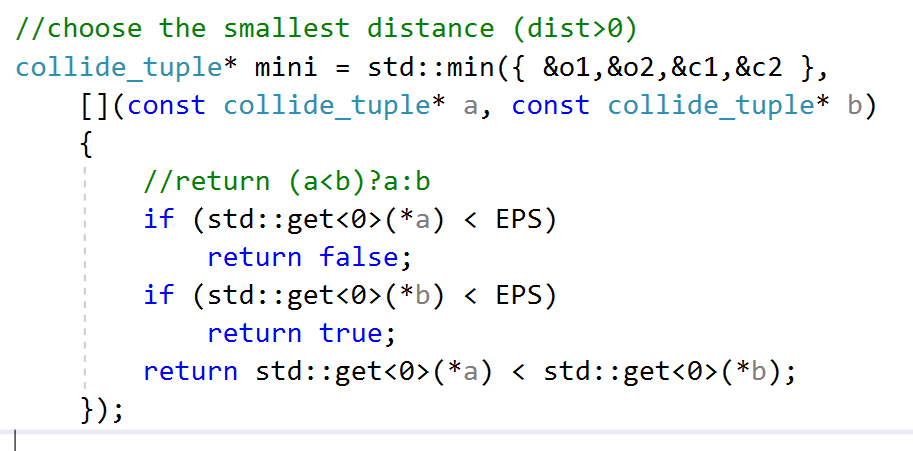 //choose the smallest distance (dist>0)
collide_tuple* mini = std::min({ &o1,&o2,&c1,&c2 },
    [](const collide_tuple* a, const collide_tuple* b)
    {
        //return (a<b)?a:b
        if (std::get<0>(*a) < EPS)
            return false;
        if (std::get<0>(*b) < EPS)
            return true;
        return std::get<0>(*a) < std::get<0>(*b);
    });